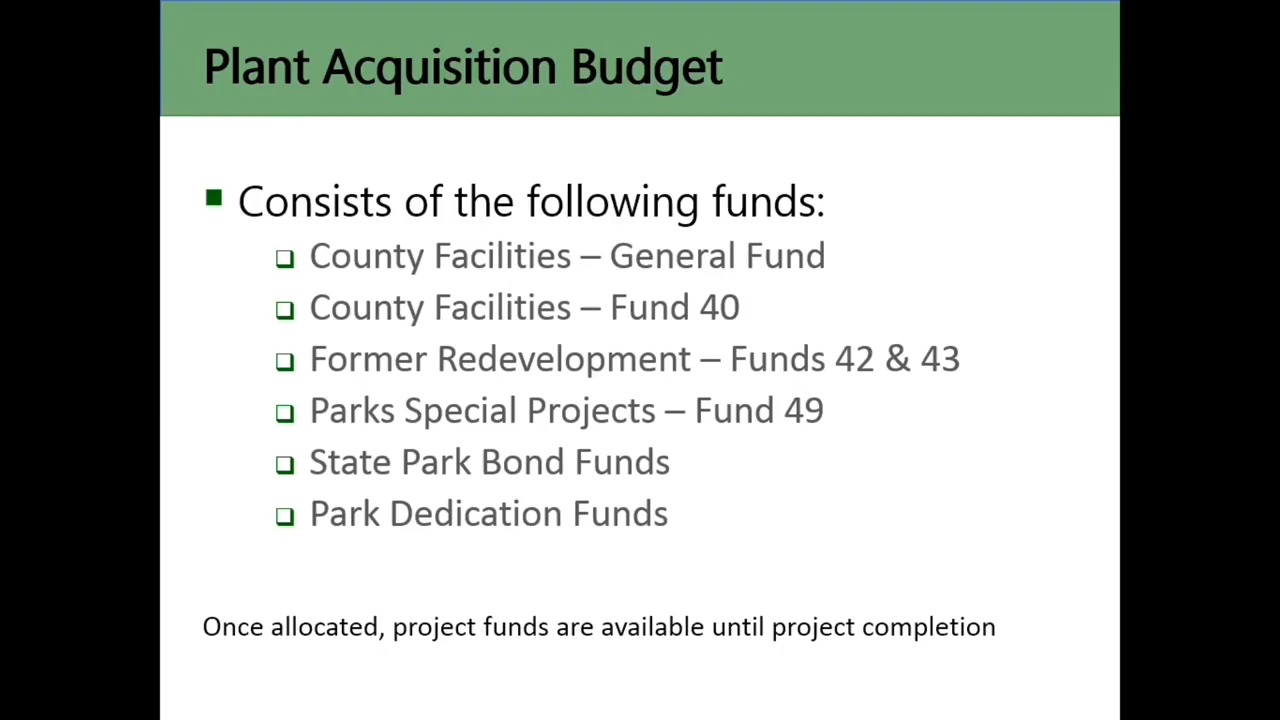 Plant Acquisition Budget
Consists of the following funds:
County Facilities – General Fund
County Facilities – Fund 40
Former Redevelopment – Funds 42 & 43
Parks Special Projects – Fund 49
State Park Bond Funds
Park Dedication Funds
Once allocated, project funds are available until project completion